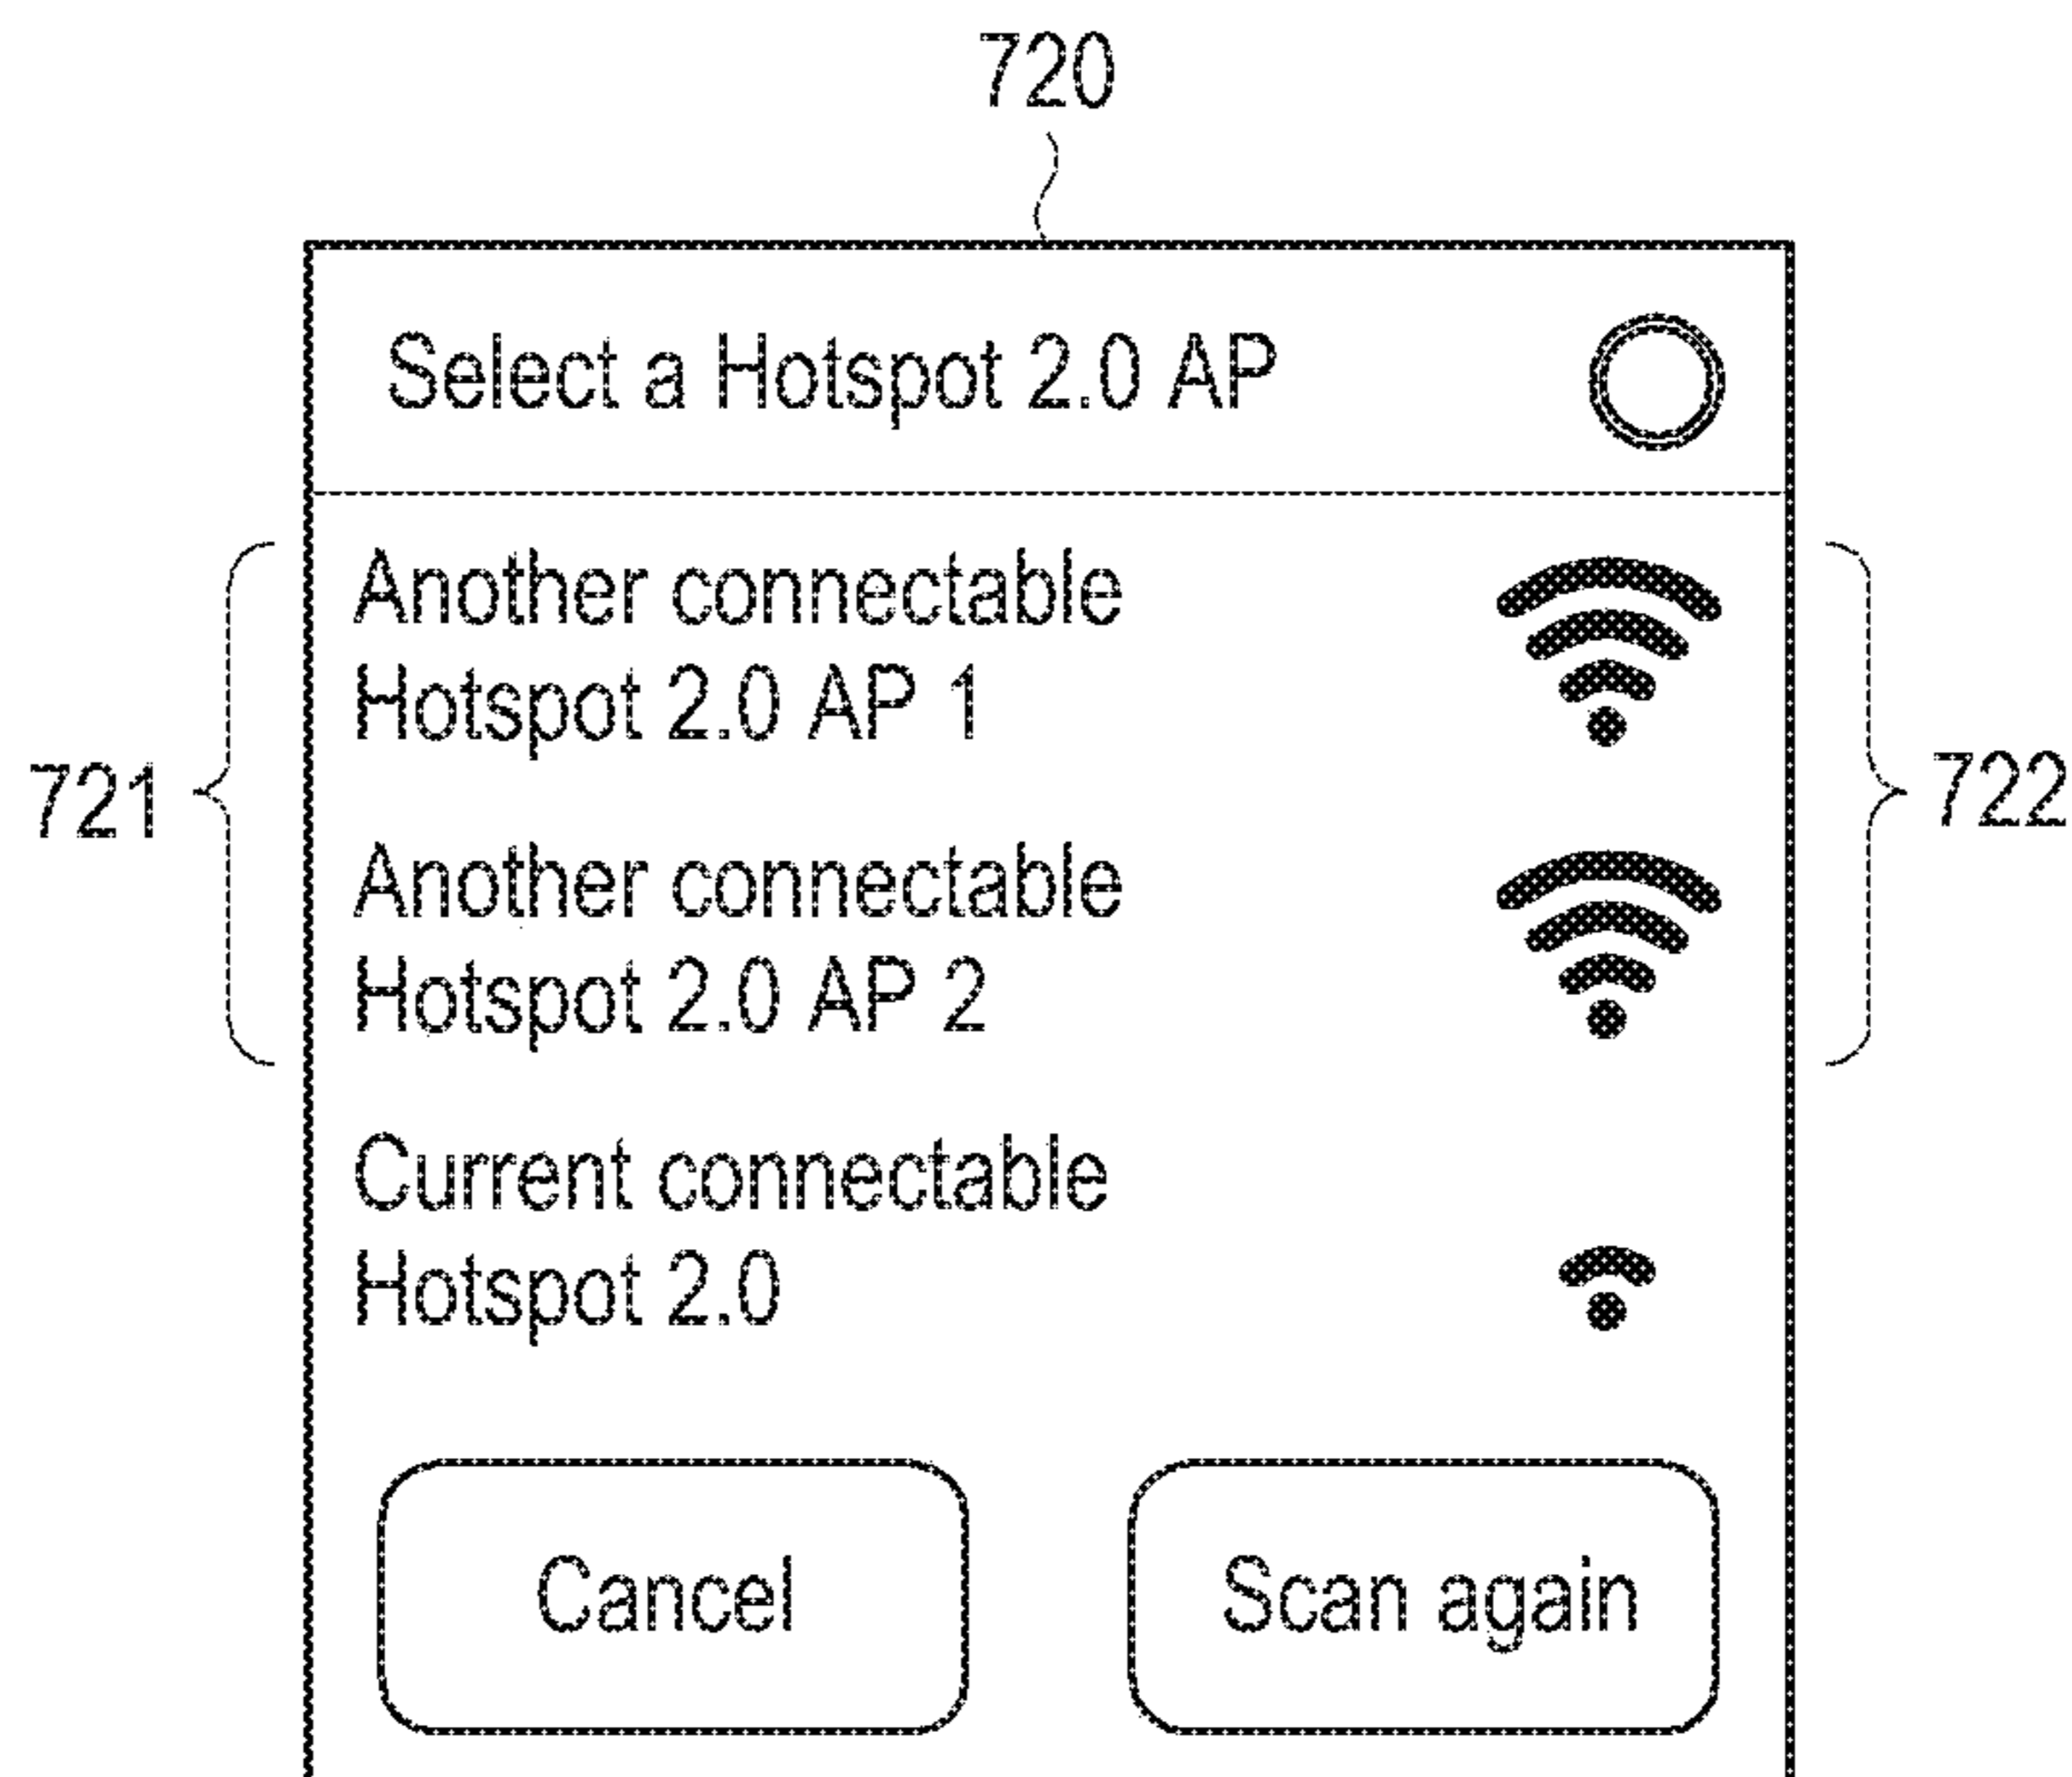 720
Select a Hotspot 2.0 AP
Another connectable
Hotspot 2.0 AP 1
721
722
Another connectable
Hotspot 2.0 AP 2
Current connectable
Hotspot 2.0
Cancel
Scan again